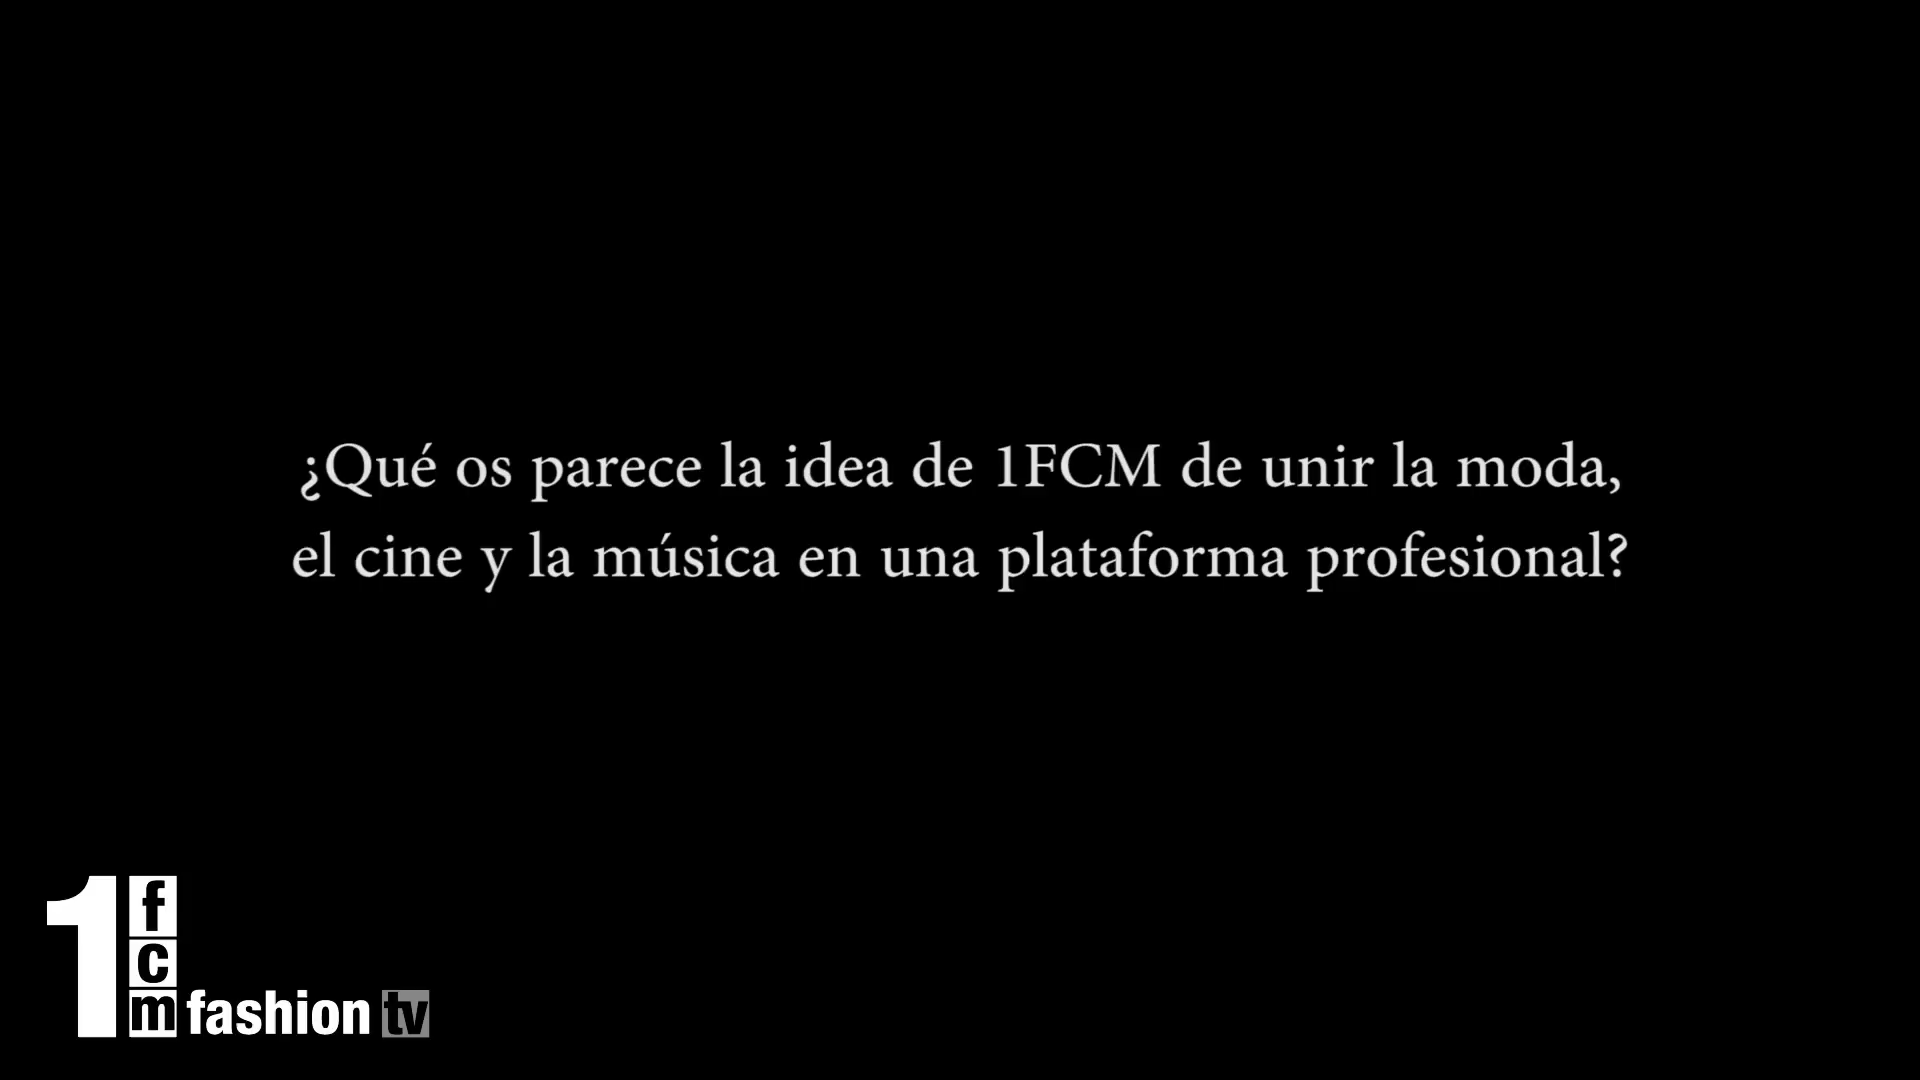 ¿Qué os parece la idea de 1FCM de unir la moda,
el cine y la música en una plataforma profesional?
1
f
c
m
fashion tv